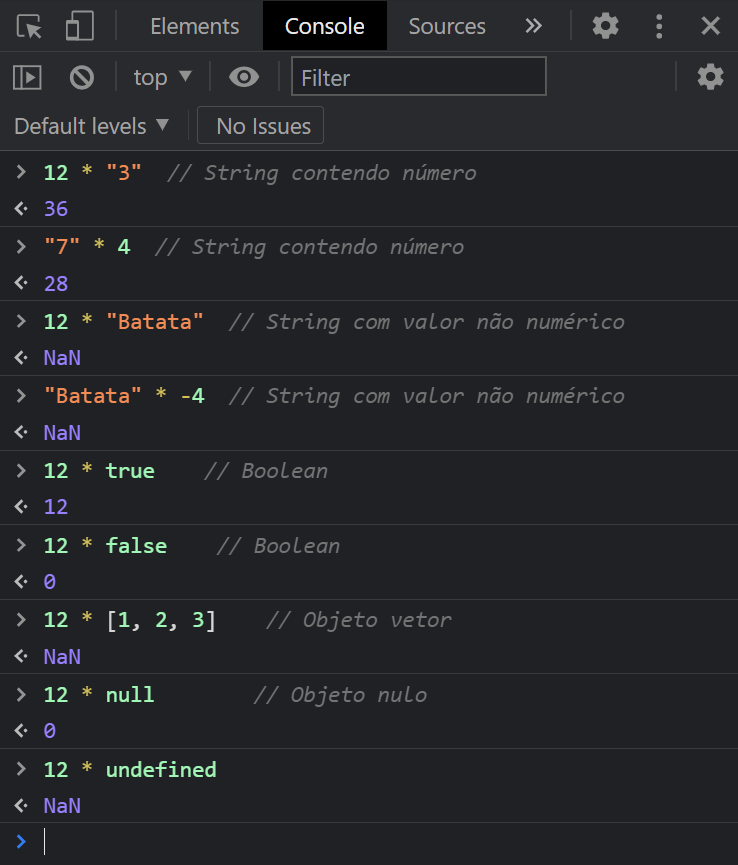 Elements Console Sources »
top ▼ Filter
Default levels ▼ No Issues
> 12 * "3" // String contendo número
<· 36
> "7" * 4 // String contendo número
<· 28
> 12 * "Batata" // String com valor não numérico
<· NaN
> "Batata" * -4 // String com valor não numérico
<· NaN
> 12 * true // Boolean
<· 12
> 12 * false // Boolean
<· 0
> 12 * [1, 2, 3] // Objeto vetor
<· NaN
> 12 * null // Objeto nulo
<· 0
> 12 * undefined
<· NaN
>